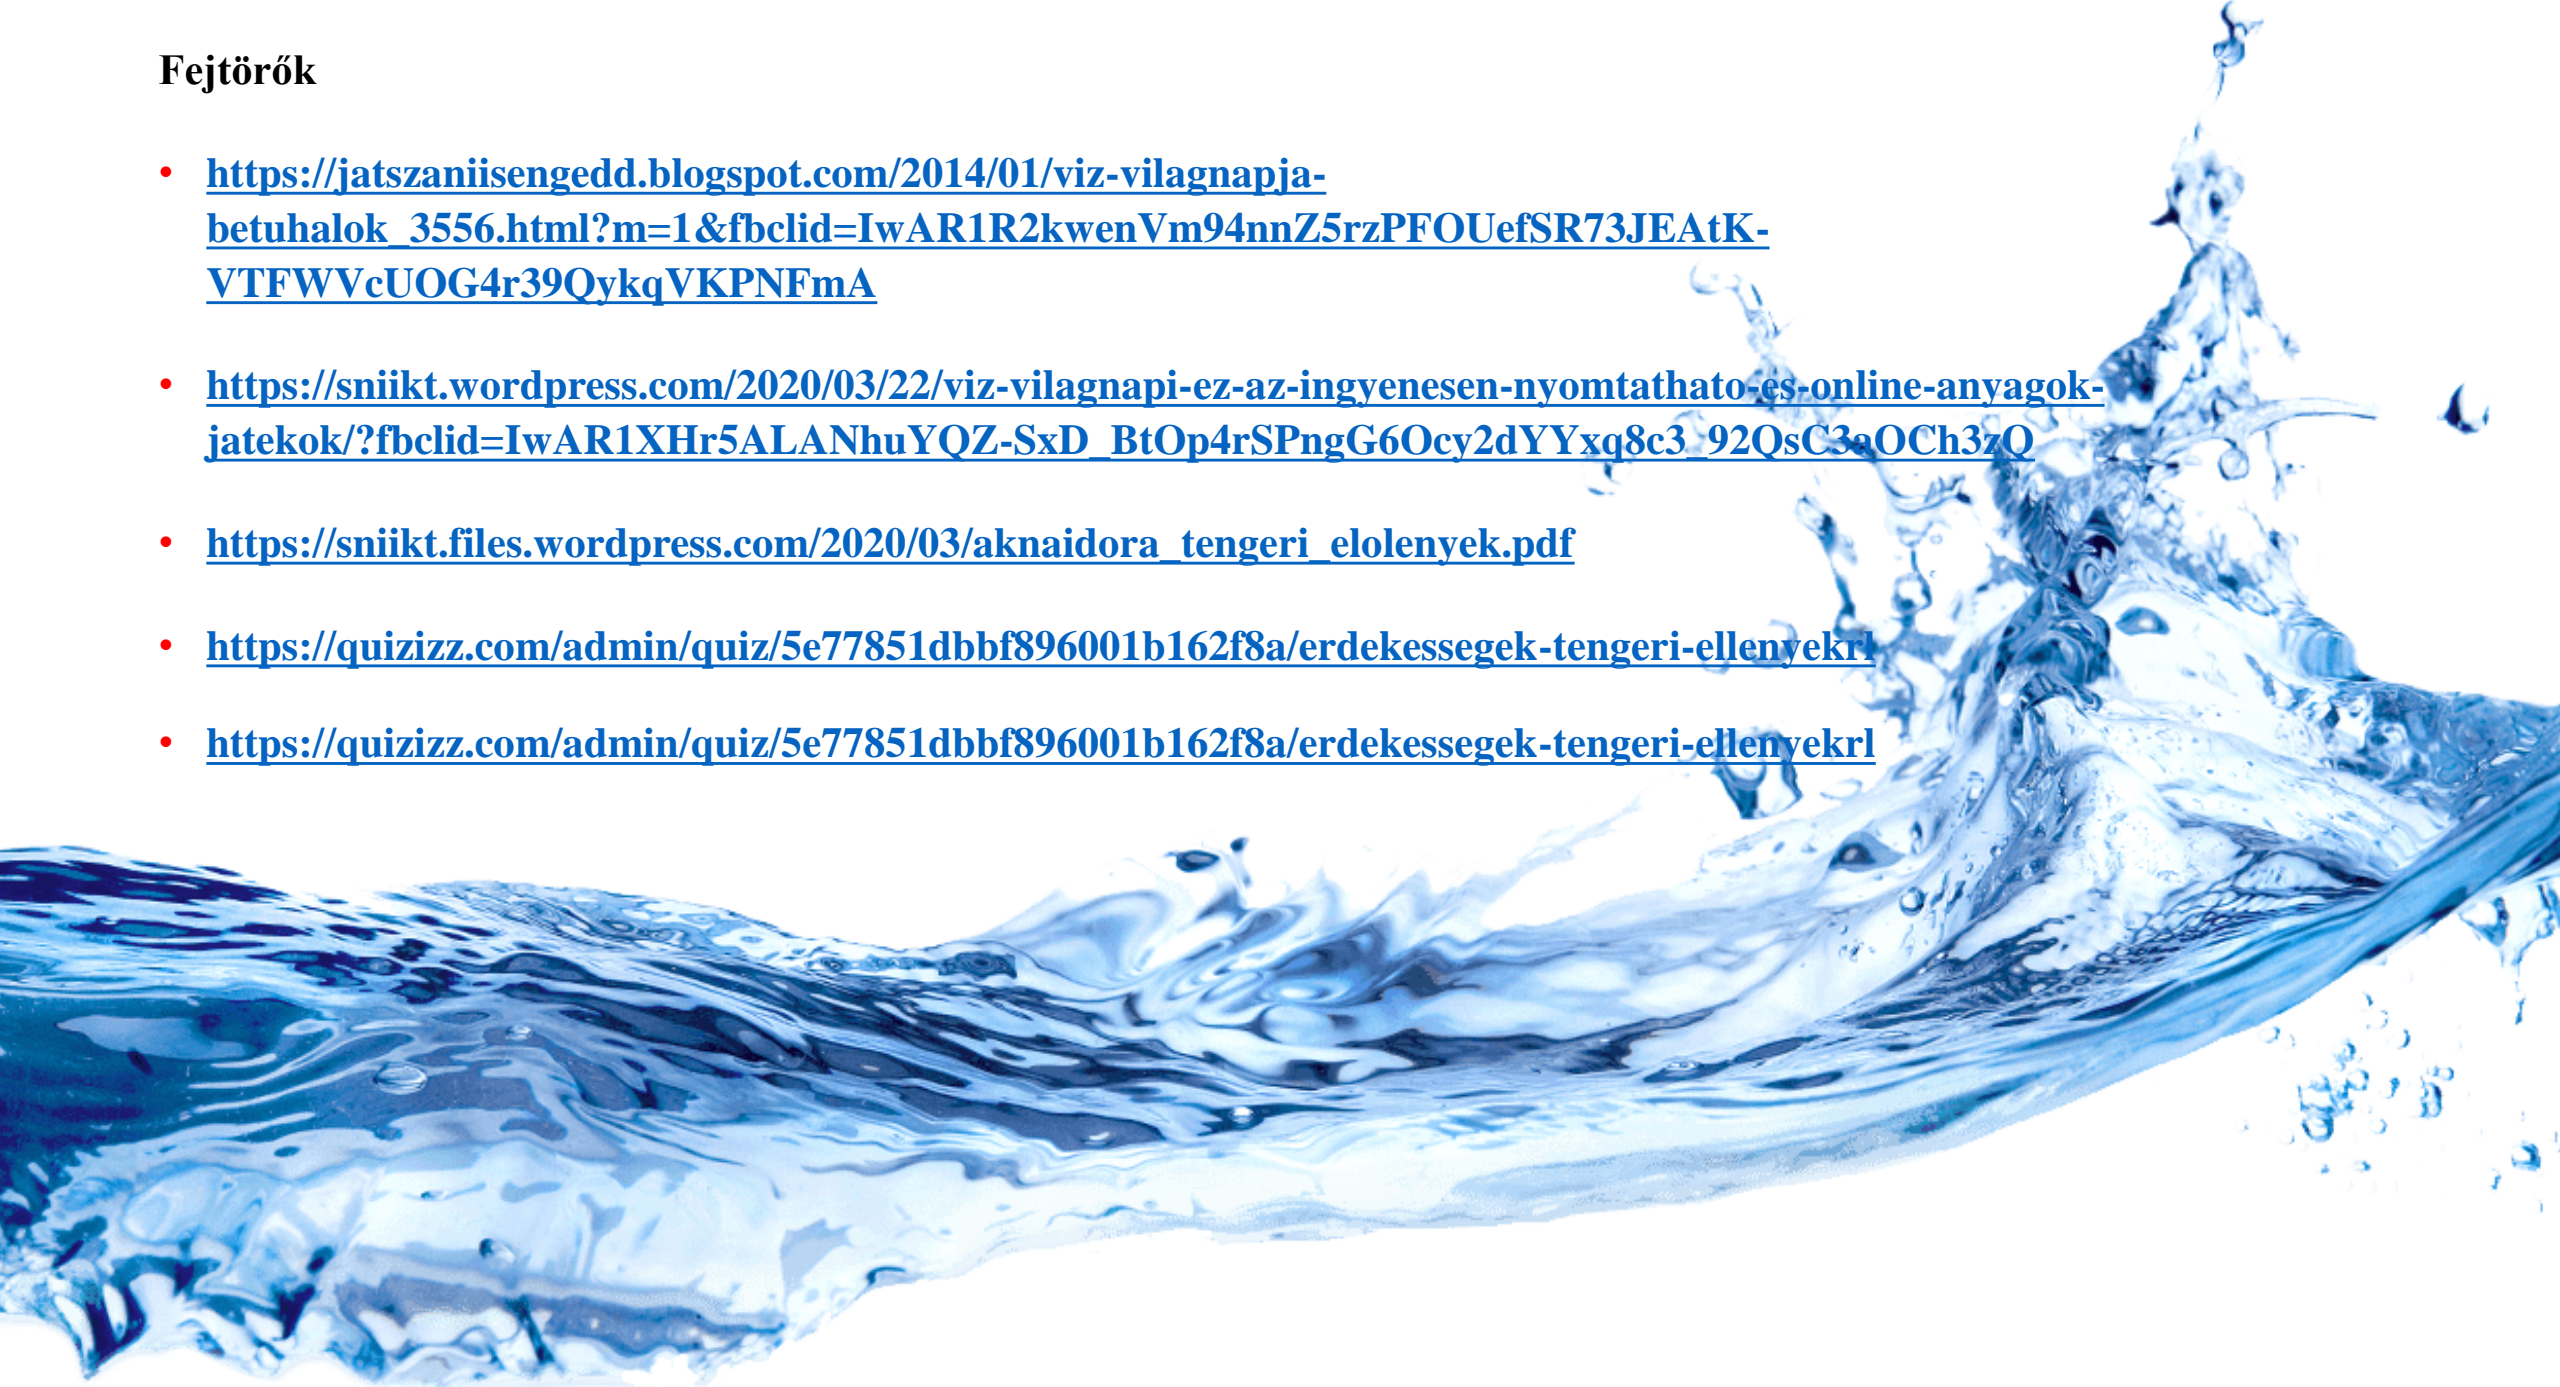 Fejtörők
• https://jatszaniisengedd.blogspot.com/2014/01/viz-vilagnapja-
betuhalok_3556.html?m=1&fbclid=IwAR1R2kwenVm94nnZ5rzPFOUefSR73JEAtK-
VTFWVcUOG4r39QykqVKPNFmA
• https://sniikt.wordpress.com/2020/03/22/viz-vilagnapi-ez-az-ingyenesen-nyomtathato-es-online-anyagok-
jatekok/?fbclid=IwAR1XHr5ALANhuYQZ-SxD_BtOp4rSPngG6Ocy2dYYxq8c3_92QsC3aOCh3zQ
• https://sniikt.files.wordpress.com/2020/03/aknaidora_tengeri_elolenyek.pdf
• https://quizizz.com/admin/quiz/5e77851dbbf896001b162f8a/erdekessegek-tengeri-ellenyekrl
• https://quizizz.com/admin/quiz/5e77851dbbf896001b162f8a/erdekessegek-tengeri-ellenyekrl